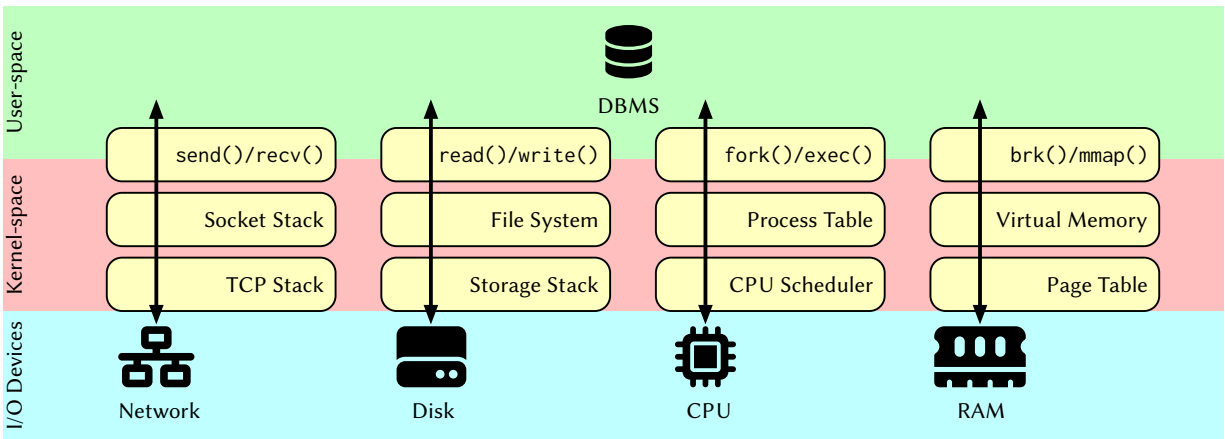 User-space
DBMS
send()/recv()
read()/write()
fork()/exec()
brk()/mmap()
Kernel-space
Socket Stack
File System
Process Table
Virtual Memory
TCP Stack
Storage Stack
CPU Scheduler
Page Table
I/O Devices
Network
Disk
CPU
RAM